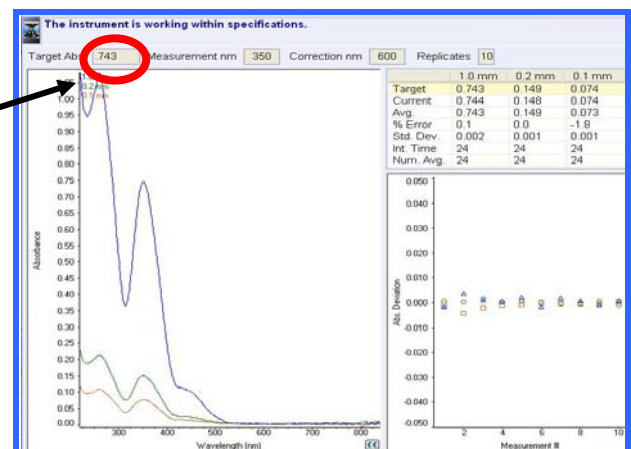 The instrument is working within specifications.
Target Abs .743 Measurement nm 350 Correction nm 600 Replicates 10
1.0 mm 0.2 mm 0.1 mm
Target 0.743 0.149 0.074
Current 0.744 0.148 0.074
Avg. 0.743 0.149 0.073
% Error 0.1 0.0 -1.8
Std. Dev. 0.002 0.001 0.001
Int. Time 24 24 24
Num. Avg. 24 24 24
0.2 mm
0.1 mm
1.00
0.95
0.90
0.85
0.80
0.75
0.70
0.65
0.60
0.55
0.50
0.45
0.40
0.35
0.30
0.25
0.20
0.15
0.10
0.05
0.00
Absorbance
300 400 500 600 700 800
Wavelength (nm)
0.050
0.030
0.020
0.010
0.000
-0.010
-0.020
-0.040
-0.050
Abs. Deviation
2 4 6 8 10
Measurement #